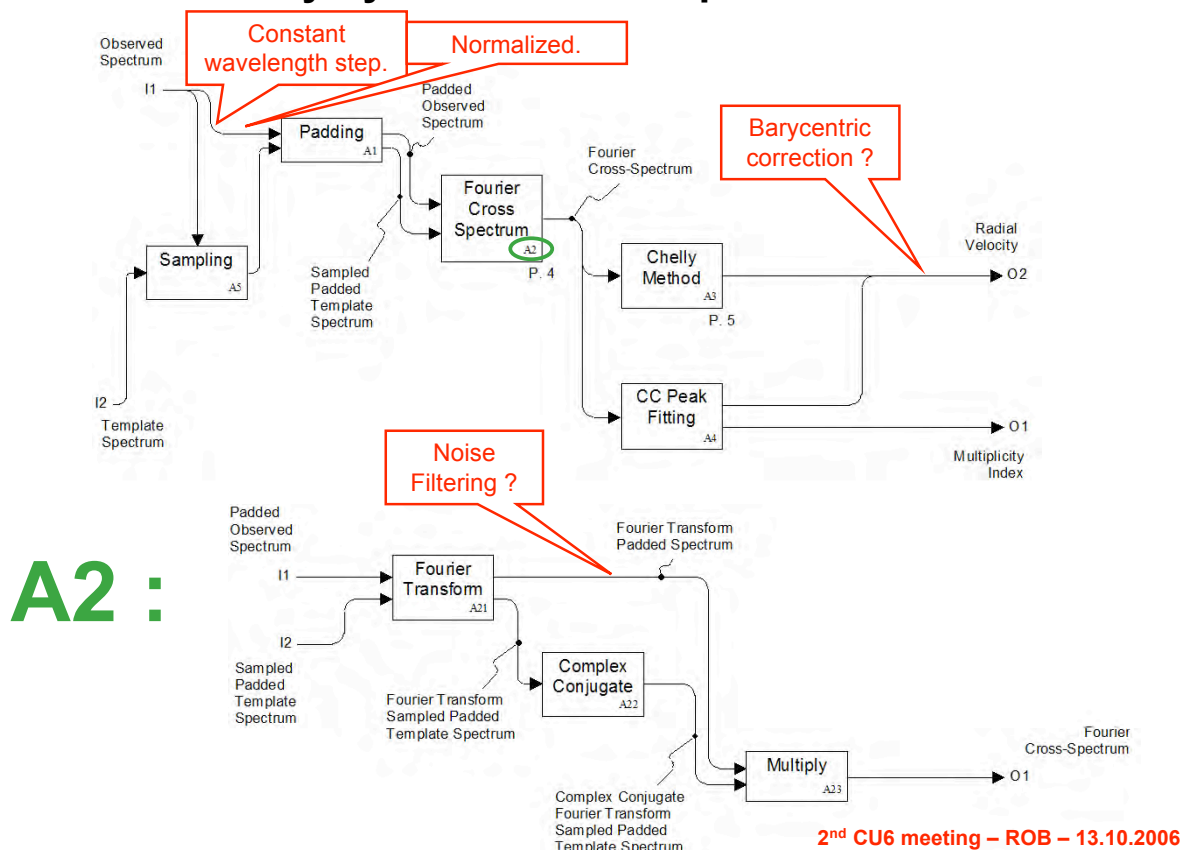 Observed
Spectrum
I1
Constant
wavelength step.
Normalized.
Padded
Observed
Spectrum
Padding
A1
Barycentric
correction ?
Fourier
Cross-Spectrum
Fourier
Cross
Spectrum
A2
P. 4
Radial
Velocity
O2
Sampling
A5
Sampled
Padded
Template
Spectrum
Chelly
Method
A3
P. 5
I2
Template
Spectrum
CC Peak
Fitting
A4
O1
Multiplicity
Index
Noise
Filtering ?
A2 :
Padded
Observed
Spectrum
I1
Fourier
Transform
A21
Fourier Transform
Padded Spectrum
I2
Sampled
Padded
Template
Spectrum
Fourier Transform
Sampled Padded
Template Spectrum
Complex
Conjugate
A22
Complex Conjugate
Fourier Transform
Sampled Padded
Template Spectrum
Multiply
A23
Fourier
Cross-Spectrum
O1
2nd CU6 meeting – ROB – 13.10.2006